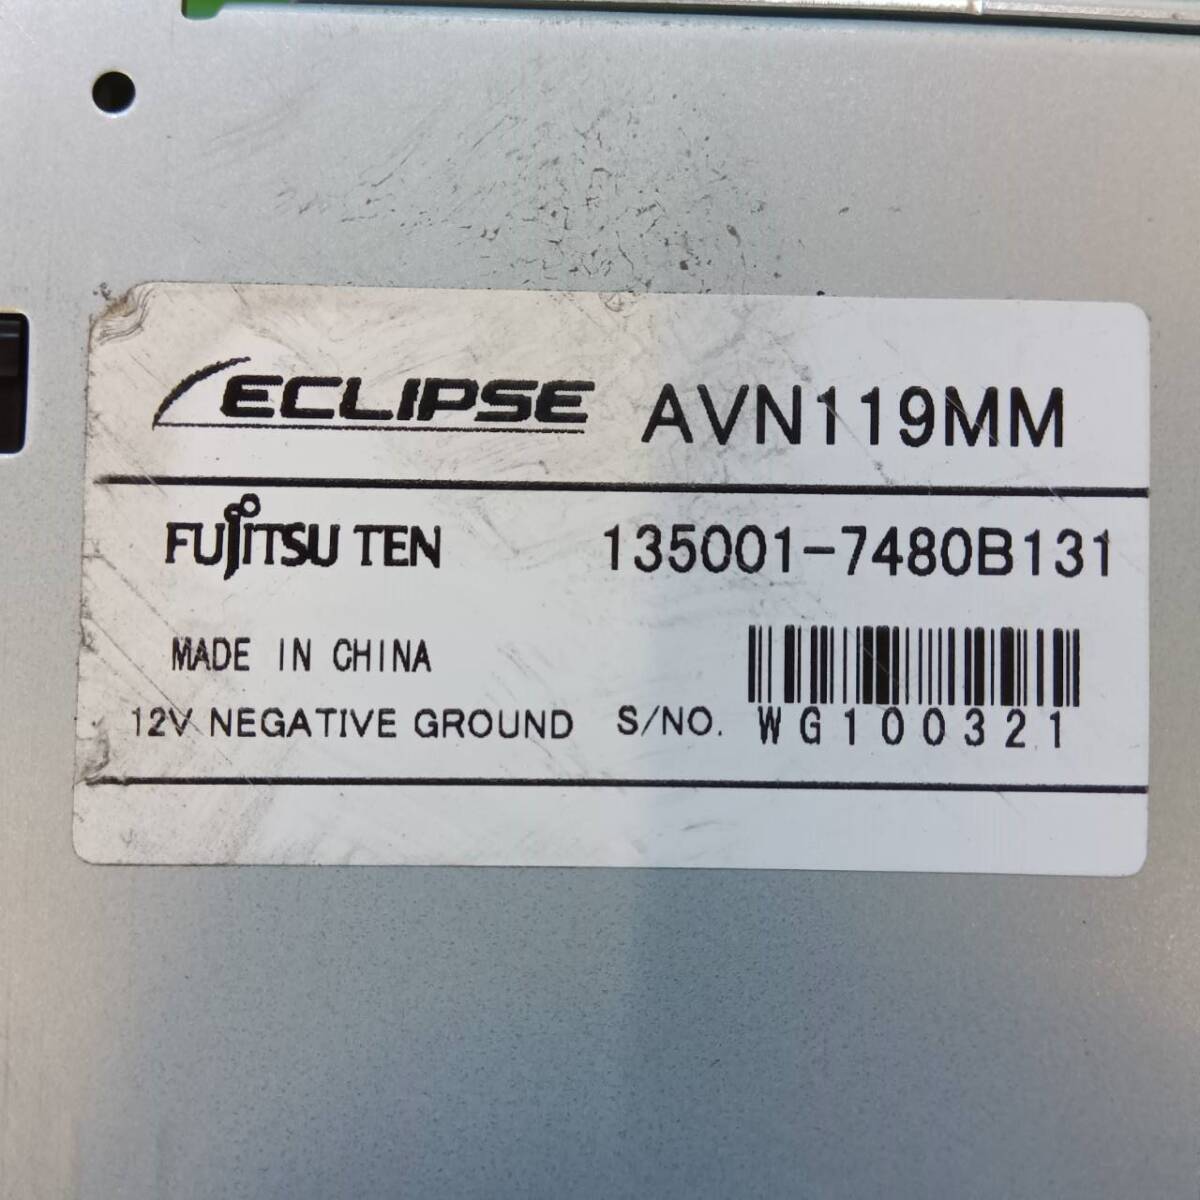 ECLIPSE AVN119MM
FUJITSU TEN 135001-7480B131
MADE IN CHINA
12V NEGATIVE GROUND S/NO. WG100321